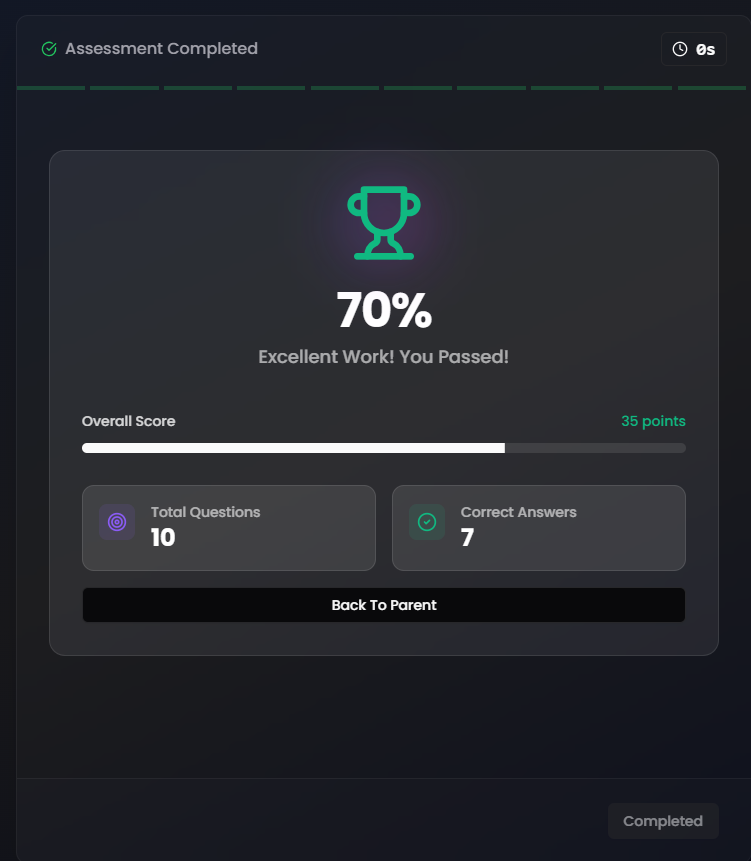 Assessment Completed
0s
70%
Excellent Work! You Passed!
Overall Score
35 points
Total Questions
10
Correct Answers
7
Back To Parent
Completed